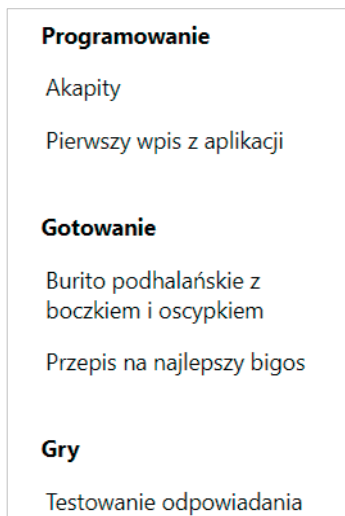 Programowanie
Akapity
Pierwszy wpis z aplikacji
Gotowanie
Burito podhalańskie z
boczkiem i oscypkiem
Przepis na najlepszy bigos
Gry
Testowanie odpowiadania